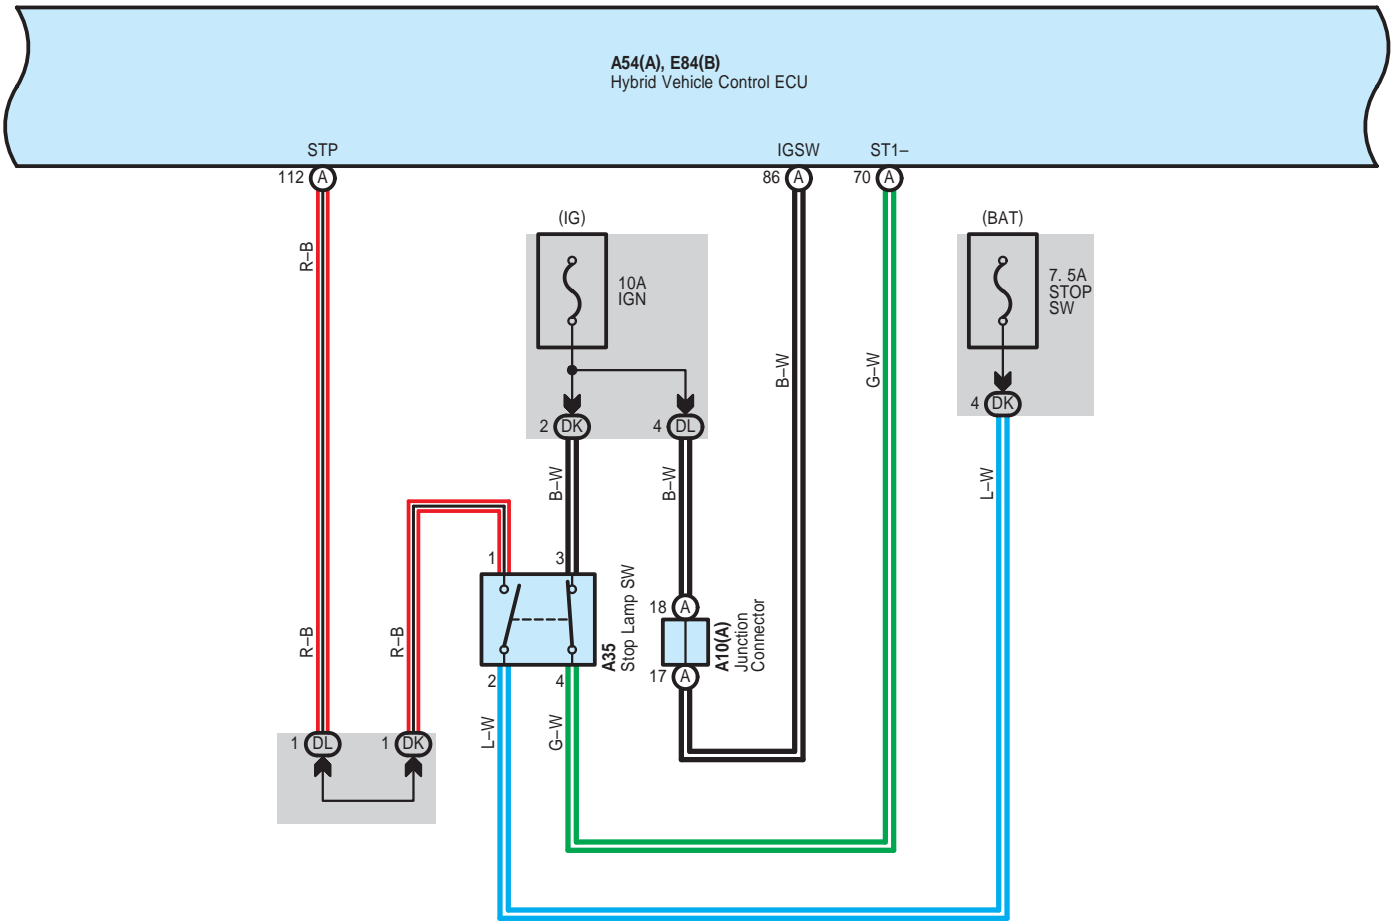 A54(A), E84(B)
Hybrid Vehicle Control ECU
STP
IGSW
ST1–
112 A
86 A
70 A
(IG)
(BAT)
R–B
10A
IGN
7. 5A
STOP
SW
B–W
G–W
2 DK
4 DL
4 DK
B–W
B–W
L–W
1
3
18 A
R–B
R–B
A35
Stop Lamp SW
A10(A)
Junction
Connector
2
4
17 A
L–W
G–W
1 DL
1 DK